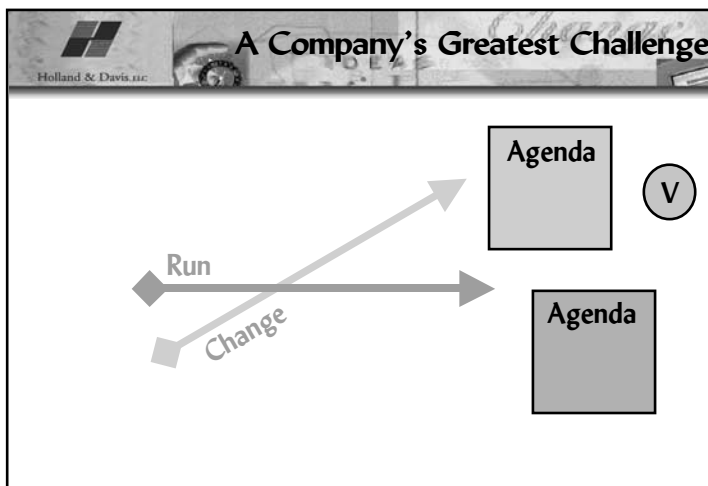 A Company's Greatest Challenge
Holland & Davis, LLC
Agenda
V
Run
Change
Agenda